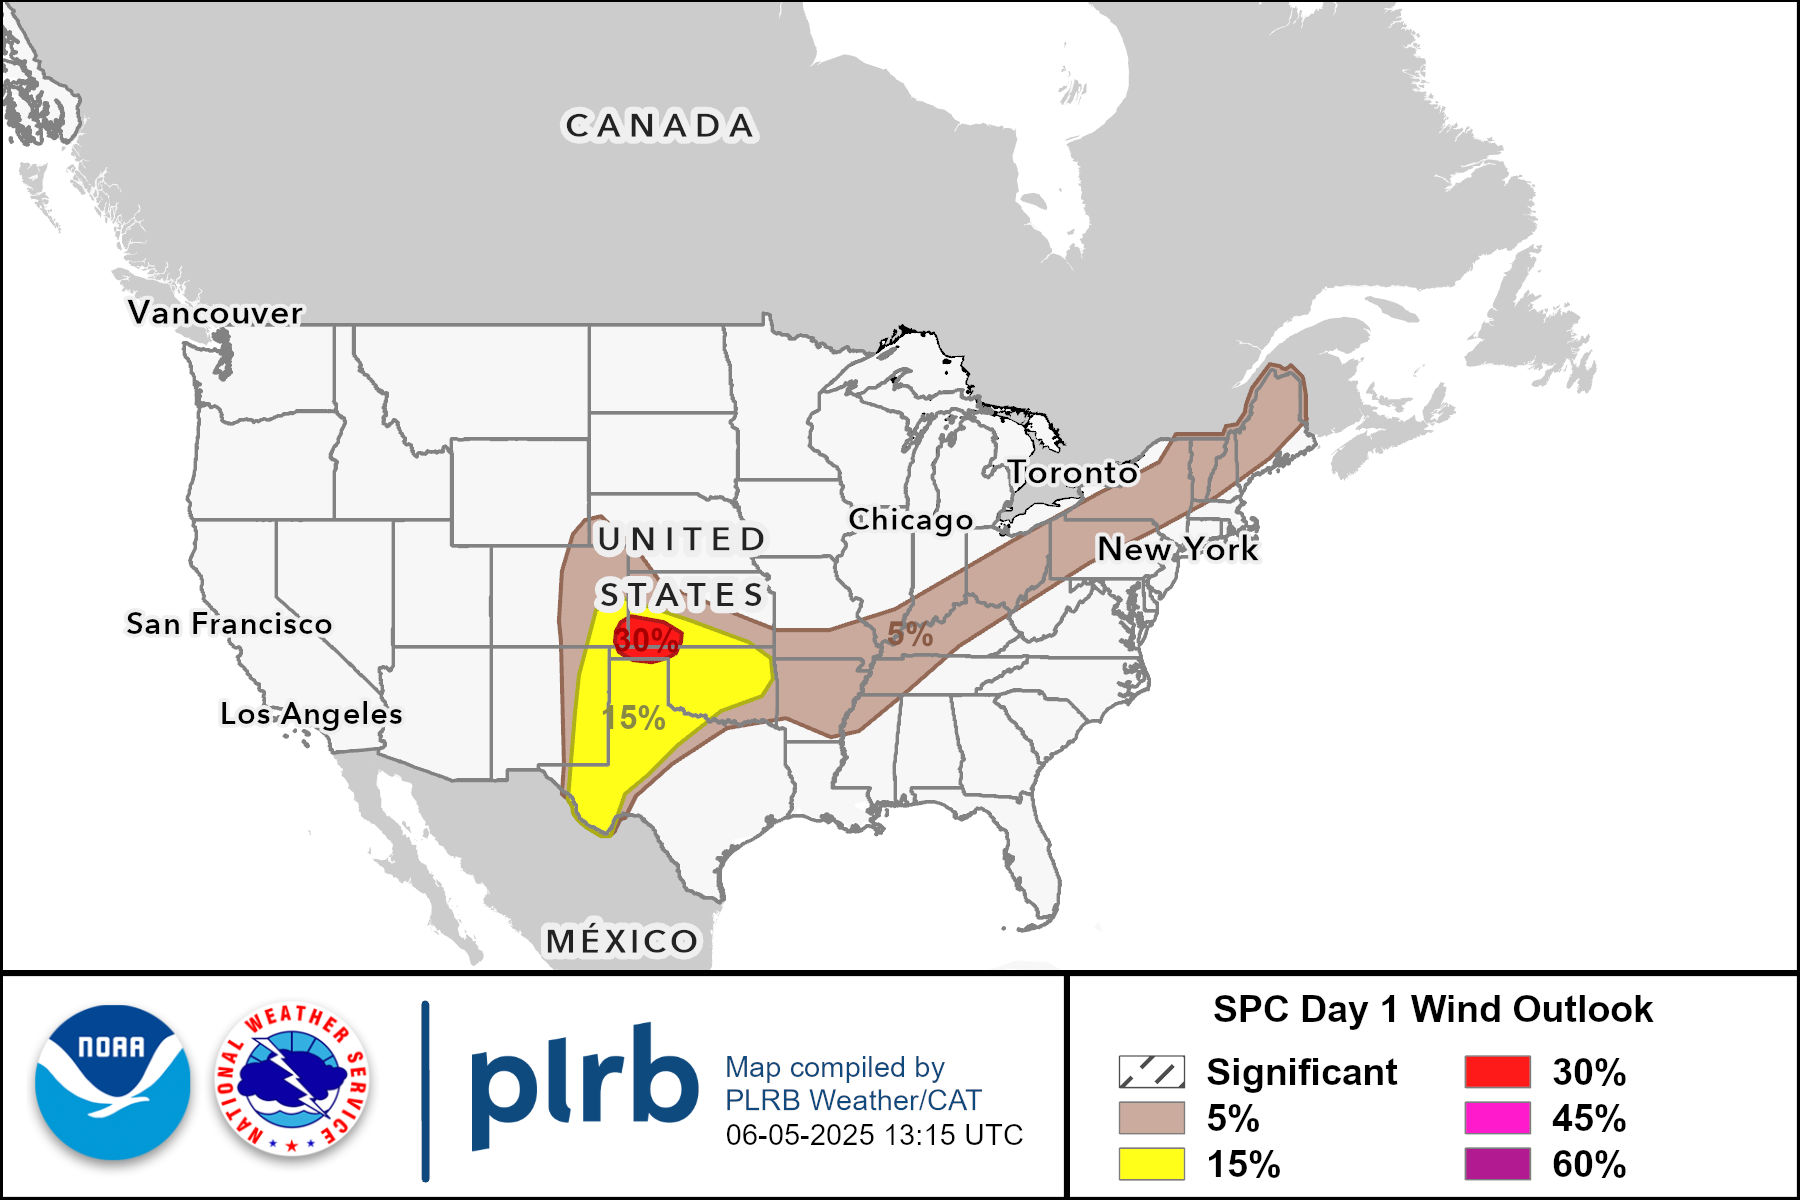 CANADA
Vancouver
Toronto
Chicago
UNITED
New York
STATES
San Francisco
30%
5%
Los Angeles
15%
MÉXICO
NOAA
NATIONAL WEATHER SERVICE
plrb
Map compiled by
PLRB Weather/CAT
06-05-2025 13:15 UTC
SPC Day 1 Wind Outlook
Significant
5%
15%
30%
45%
60%